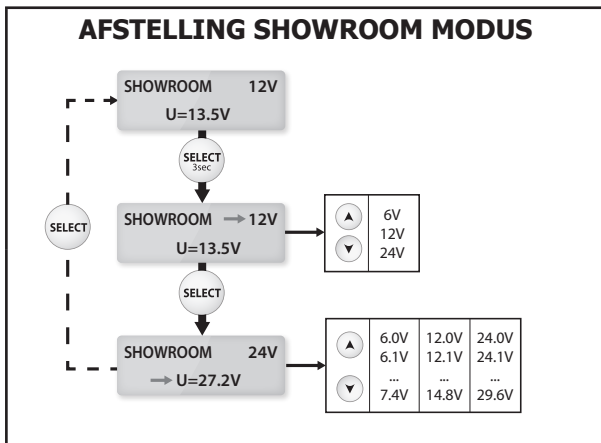 AFSTELLING SHOWROOM MODUS
SHOWROOM 12V
U=13.5V
SELECT
3sec
SELECT
SHOWROOM → 12V
U=13.5V
6V
12V
24V
SELECT
SHOWROOM 24V
→ U=27.2V
6.0V 12.0V 24.0V
6.1V 12.1V 24.1V
... ... ...
7.4V 14.8V 29.6V